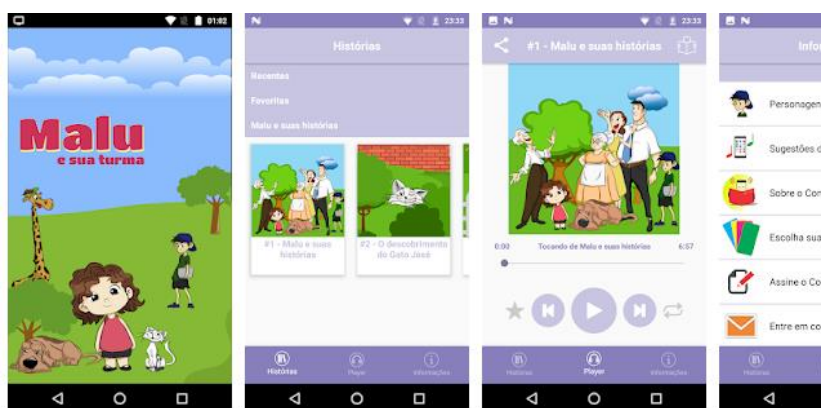 01:02
Malu
e sua turma
23:33
Histórias
Recentes
Favoritas
Malu e suas histórias
#1 - Malu e suas
histórias
#2 - O descobrimento
do Gato José
Histórias
Player
Informações
23:33
#1 - Malu e suas histórias
0:00
Tocando de Malu e suas histórias
6:57
Histórias
Player
Informações
Infor
Personagen
Sugestões d
Sobre o Con
Escolha sua
Assine o Co
Entre em co
Histórias